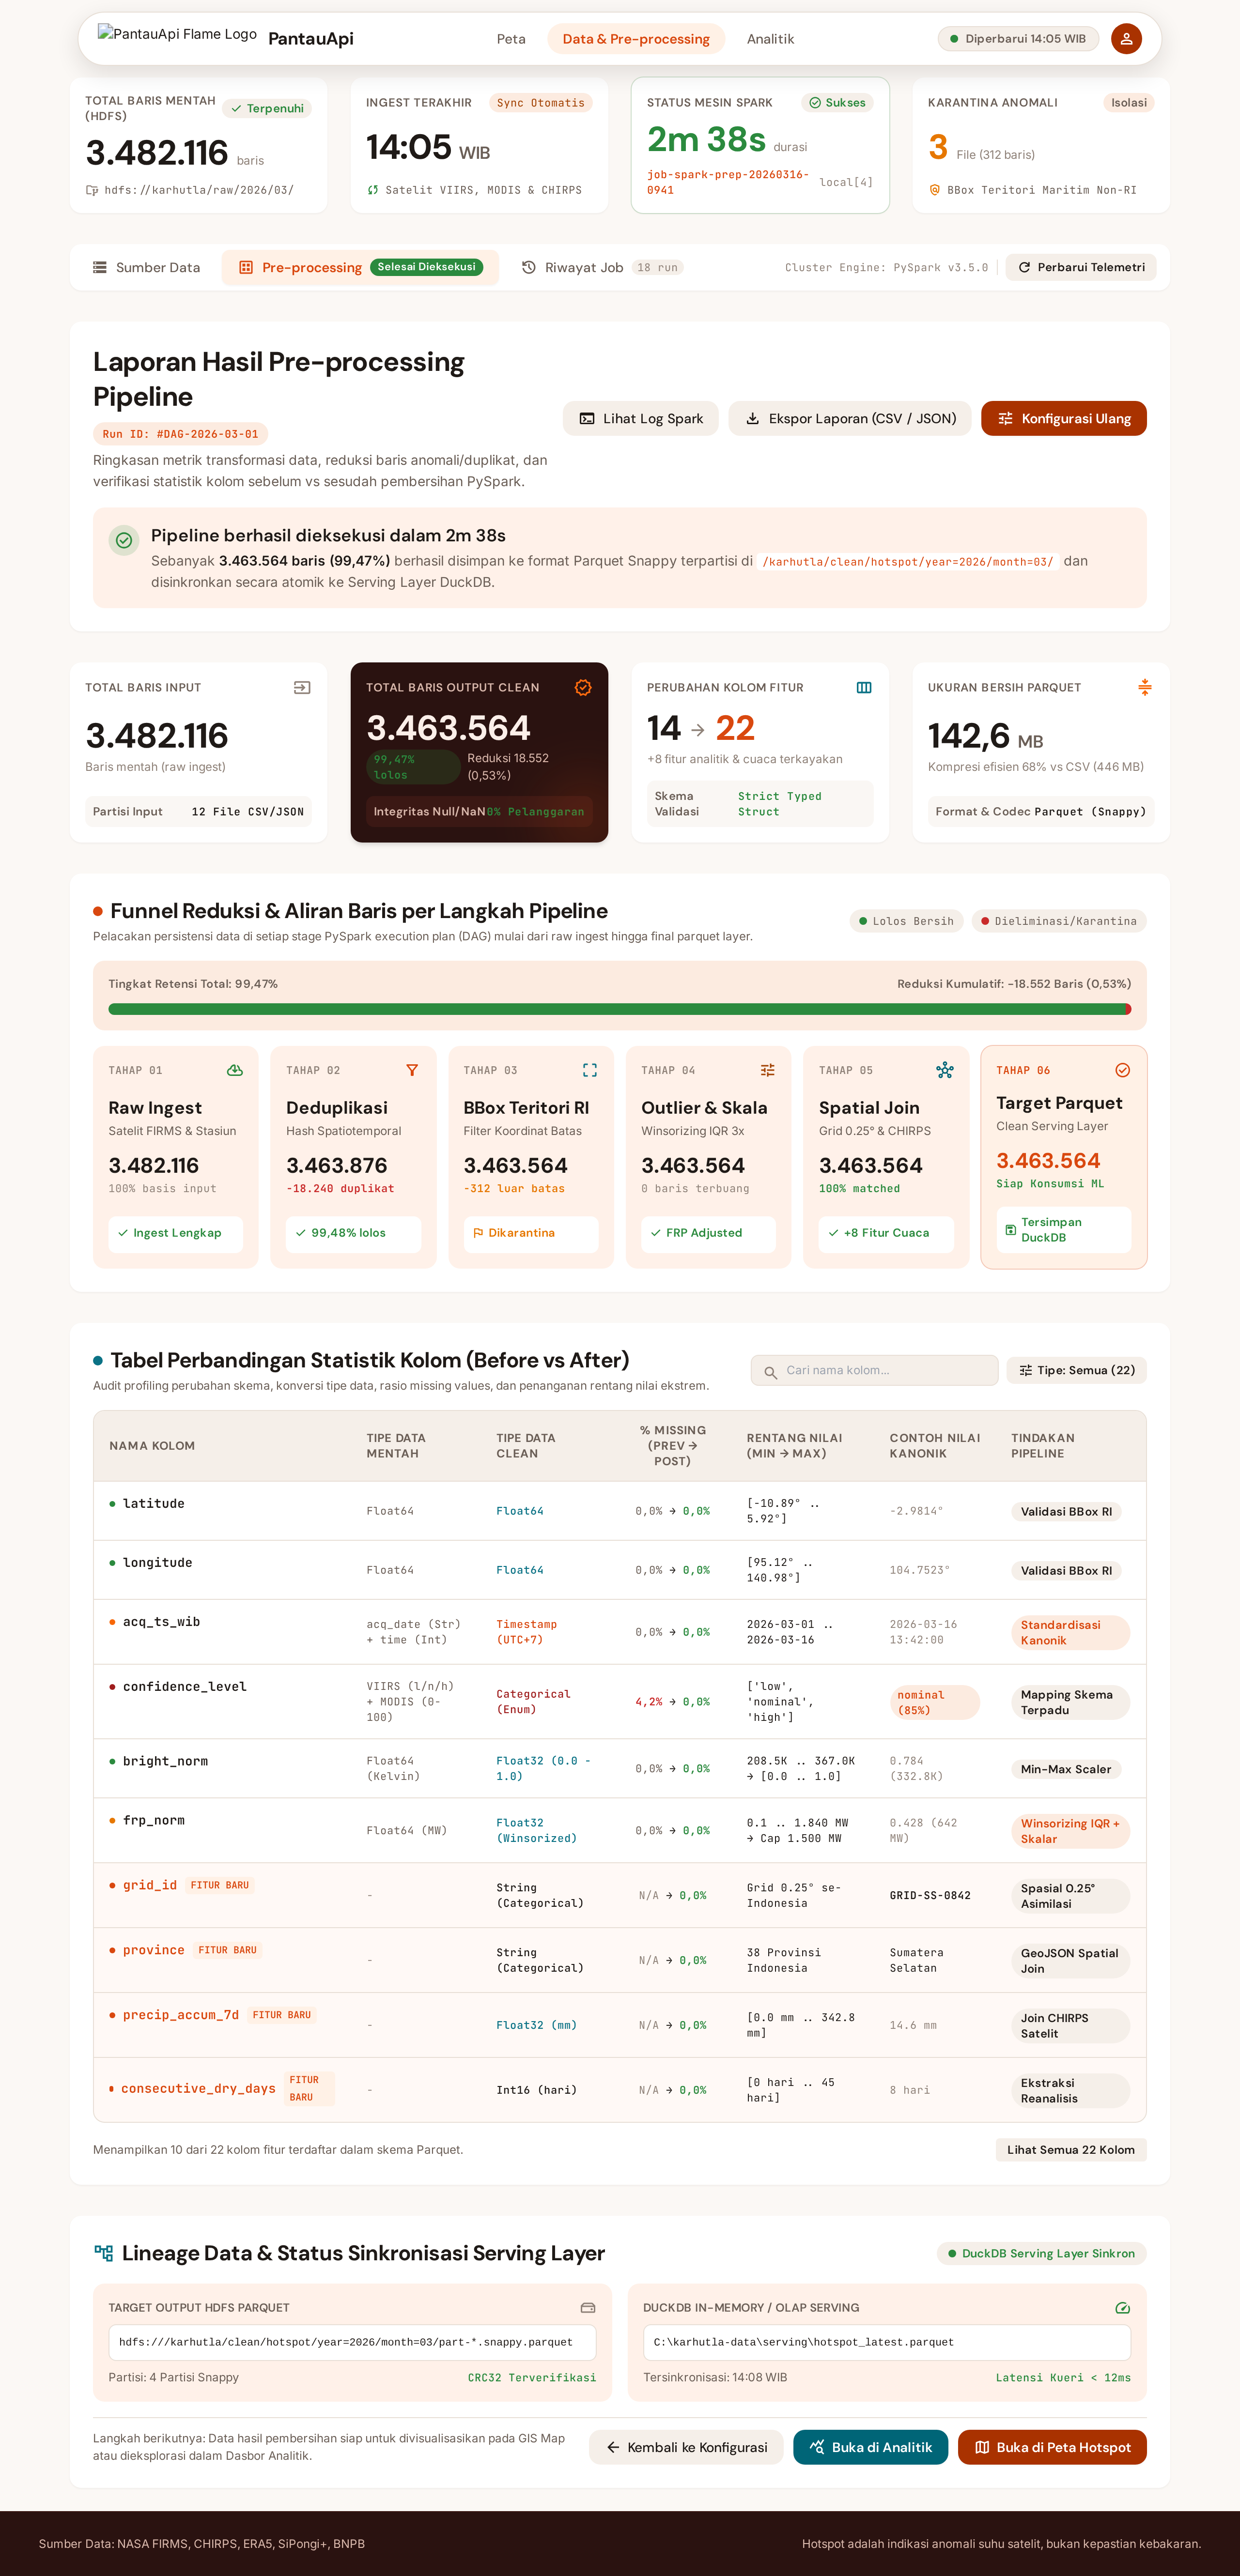 PantauApi Flame Logo PantauApi Peta Data & Pre-processing Analitik Diperbarui 14:05 WIB
TOTAL BARIS MENTAH
(HDFS)
Terpenuhi
3.482.116 baris
hdfs://karhutla/raw/2026/03/
INGEST TERAKHIR Sync Otomatis
14:05 WIB
Satelit VIIRS, MODIS & CHIRPS
STATUS MESIN SPARK Sukses
2m 38s durasi
job-spark-prep-20260316-
0941
local[4]
KARANTINA ANOMALI Isolasi
3 File (312 baris)
BBox Teritori Maritim Non-RI
Sumber Data Pre-processing Selesai Dieksekusi Riwayat Job 18 run Cluster Engine: PySpark v3.5.0 Perbarui Telemetri
Laporan Hasil Pre-processing
Pipeline
Run ID: #DAG-2026-03-01
Ringkasan metrik transformasi data, reduksi baris anomali/duplikat, dan
verifikasi statistik kolom sebelum vs sesudah pembersihan PySpark.
Lihat Log Spark Ekspor Laporan (CSV / JSON) Konfigurasi Ulang
Pipeline berhasil dieksekusi dalam 2m 38s
Sebanyak 3.463.564 baris (99,47%) berhasil disimpan ke format Parquet Snappy terpartisi di /karhutla/clean/hotspot/year=2026/month=03/ dan
disinkronkan secara atomik ke Serving Layer DuckDB.
TOTAL BARIS INPUT
3.482.116
Baris mentah (raw ingest)
Partisi Input 12 File CSV/JSON
TOTAL BARIS OUTPUT CLEAN
3.463.564
99,47%
lolos
Reduksi 18.552
(0,53%)
Integritas Null/NaN 0% Pelanggaran
PERUBAHAN KOLOM FITUR
14 → 22
+8 fitur analitik & cuaca terkayakan
Skema
Validasi
Strict Typed
Struct
UKURAN BERSIH PARQUET
142,6 MB
Kompresi efisien 68% vs CSV (446 MB)
Format & Codec Parquet (Snappy)
Funnel Reduksi & Aliran Baris per Langkah Pipeline
Pelacakan persistensi data di setiap stage PySpark execution plan (DAG) mulai dari raw ingest hingga final parquet layer.
Lolos Bersih Dieliminasi/Karantina
Tingkat Retensi Total: 99,47% Reduksi Kumulatif: -18.552 Baris (0,53%)
TAHAP 01
Raw Ingest
Satelit FIRMS & Stasiun
3.482.116
100% basis input
Ingest Lengkap
TAHAP 02
Deduplikasi
Hash Spatiotemporal
3.463.876
-18.240 duplikat
99,48% lolos
TAHAP 03
BBox Teritori RI
Filter Koordinat Batas
3.463.564
-312 luar batas
Dikarantina
TAHAP 04
Outlier & Skala
Winsorizing IQR 3x
3.463.564
0 baris terbuang
FRP Adjusted
TAHAP 05
Spatial Join
Grid 0.25° & CHIRPS
3.463.564
100% matched
+8 Fitur Cuaca
TAHAP 06
Target Parquet
Clean Serving Layer
3.463.564
Siap Konsumsi ML
Tersimpan
DuckDB
Tabel Perbandingan Statistik Kolom (Before vs After)
Audit profiling perubahan skema, konversi tipe data, rasio missing values, dan penanganan rentang nilai ekstrem.
Cari nama kolom... Tipe: Semua (22)
NAMA KOLOM
TIPE DATA
MENTAH
TIPE DATA
CLEAN
% MISSING
(PREV →
POST)
RENTANG NILAI
(MIN → MAX)
CONTOH NILAI
KANONIK
TINDAKAN
PIPELINE
latitude
Float64
Float64
0,0% → 0,0%
[-10.89° ..
5.92°]
-2.9814°
Validasi BBox RI
longitude
Float64
Float64
0,0% → 0,0%
[95.12° ..
140.98°]
104.7523°
Validasi BBox RI
acq_ts_wib
acq_date (Str)
+ time (Int)
Timestamp
(UTC+7)
0,0% → 0,0%
2026-03-01 ..
2026-03-16
2026-03-16
13:42:00
Standardisasi
Kanonik
confidence_level
VIIRS (l/n/h)
+ MODIS (0-
100)
Categorical
(Enum)
4,2% → 0,0%
['low',
'nominal',
'high']
nominal
(85%)
Mapping Skema
Terpadu
bright_norm
Float64
(Kelvin)
Float32 (0.0 -
1.0)
0,0% → 0,0%
208.5K .. 367.0K
→ [0.0 .. 1.0]
0.784
(332.8K)
Min-Max Scaler
frp_norm
Float64 (MW)
Float32
(Winsorized)
0,0% → 0,0%
0.1 .. 1.840 MW
→ Cap 1.500 MW
0.428 (642
MW)
Winsorizing IQR +
Skalar
grid_id FITUR BARU
-
String
(Categorical)
N/A → 0,0%
Grid 0.25° se-
Indonesia
GRID-SS-0842
Spasial 0.25°
Asimilasi
province FITUR BARU
-
String
(Categorical)
N/A → 0,0%
38 Provinsi
Indonesia
Sumatera
Selatan
GeoJSON Spatial
Join
precip_accum_7d FITUR BARU
-
Float32 (mm)
N/A → 0,0%
[0.0 mm .. 342.8
mm]
14.6 mm
Join CHIRPS
Satelit
consecutive_dry_days FITUR
BARU
-
Int16 (hari)
N/A → 0,0%
[0 hari .. 45
hari]
8 hari
Ekstraksi
Reanalisis
Menampilkan 10 dari 22 kolom fitur terdaftar dalam skema Parquet. Lihat Semua 22 Kolom
Lineage Data & Status Sinkronisasi Serving Layer DuckDB Serving Layer Sinkron
TARGET OUTPUT HDFS PARQUET
hdfs:///karhutla/clean/hotspot/year=2026/month=03/part-*.snappy.parquet
Partisi: 4 Partisi Snappy CRC32 Terverifikasi
DUCKDB IN-MEMORY / OLAP SERVING
C:\karhutla-data\serving\hotspot_latest.parquet
Tersinkronisasi: 14:08 WIB Latensi Kueri < 12ms
Langkah berikutnya: Data hasil pembersihan siap untuk divisualisasikan pada GIS Map
atau dieksplorasi dalam Dasbor Analitik.
Kembali ke Konfigurasi Buka di Analitik Buka di Peta Hotspot
Sumber Data: NASA FIRMS, CHIRPS, ERA5, SiPongi+, BNPB Hotspot adalah indikasi anomali suhu satelit, bukan kepastian kebakaran.